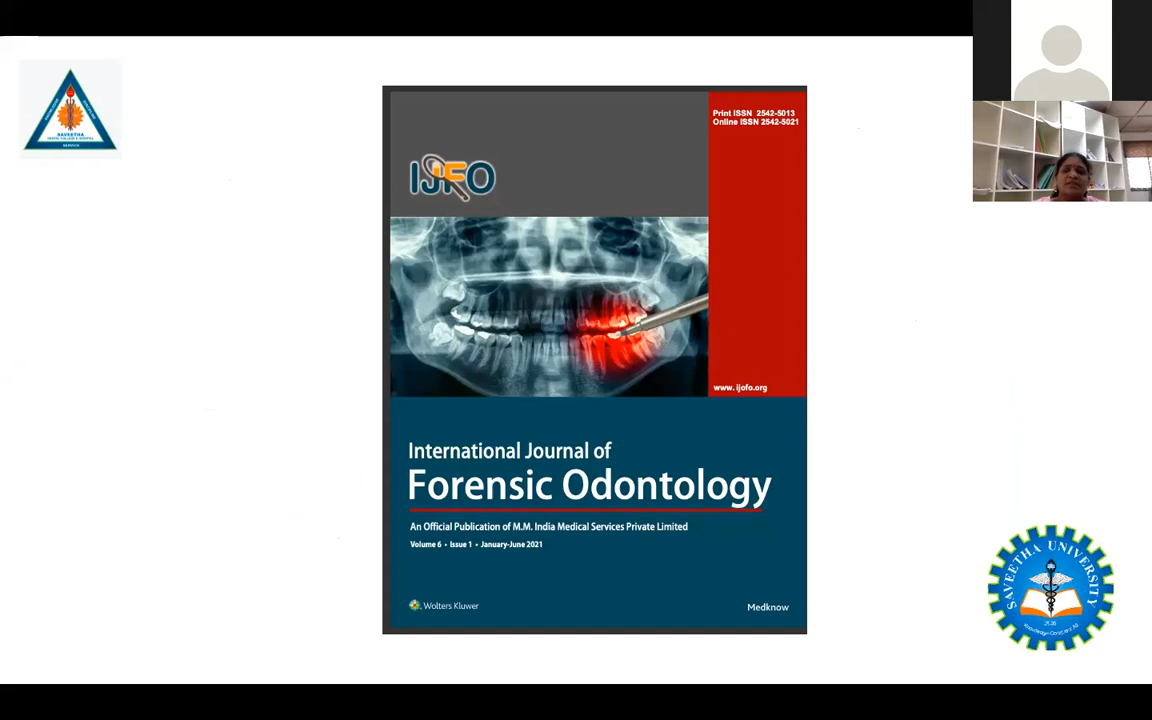 SAVEETHA
SERVICE
Print ISSN 2542-5013
Online ISSN 2542-5021
IJFO
www.ijofo.org
International Journal of
Forensic Odontology
An Official Publication of M.M. India Medical Services Private Limited
Volume 6 • Issue 1 • January-June 2021
Wolters Kluwer
Medknow
SAVEETHA UNIVERSITY